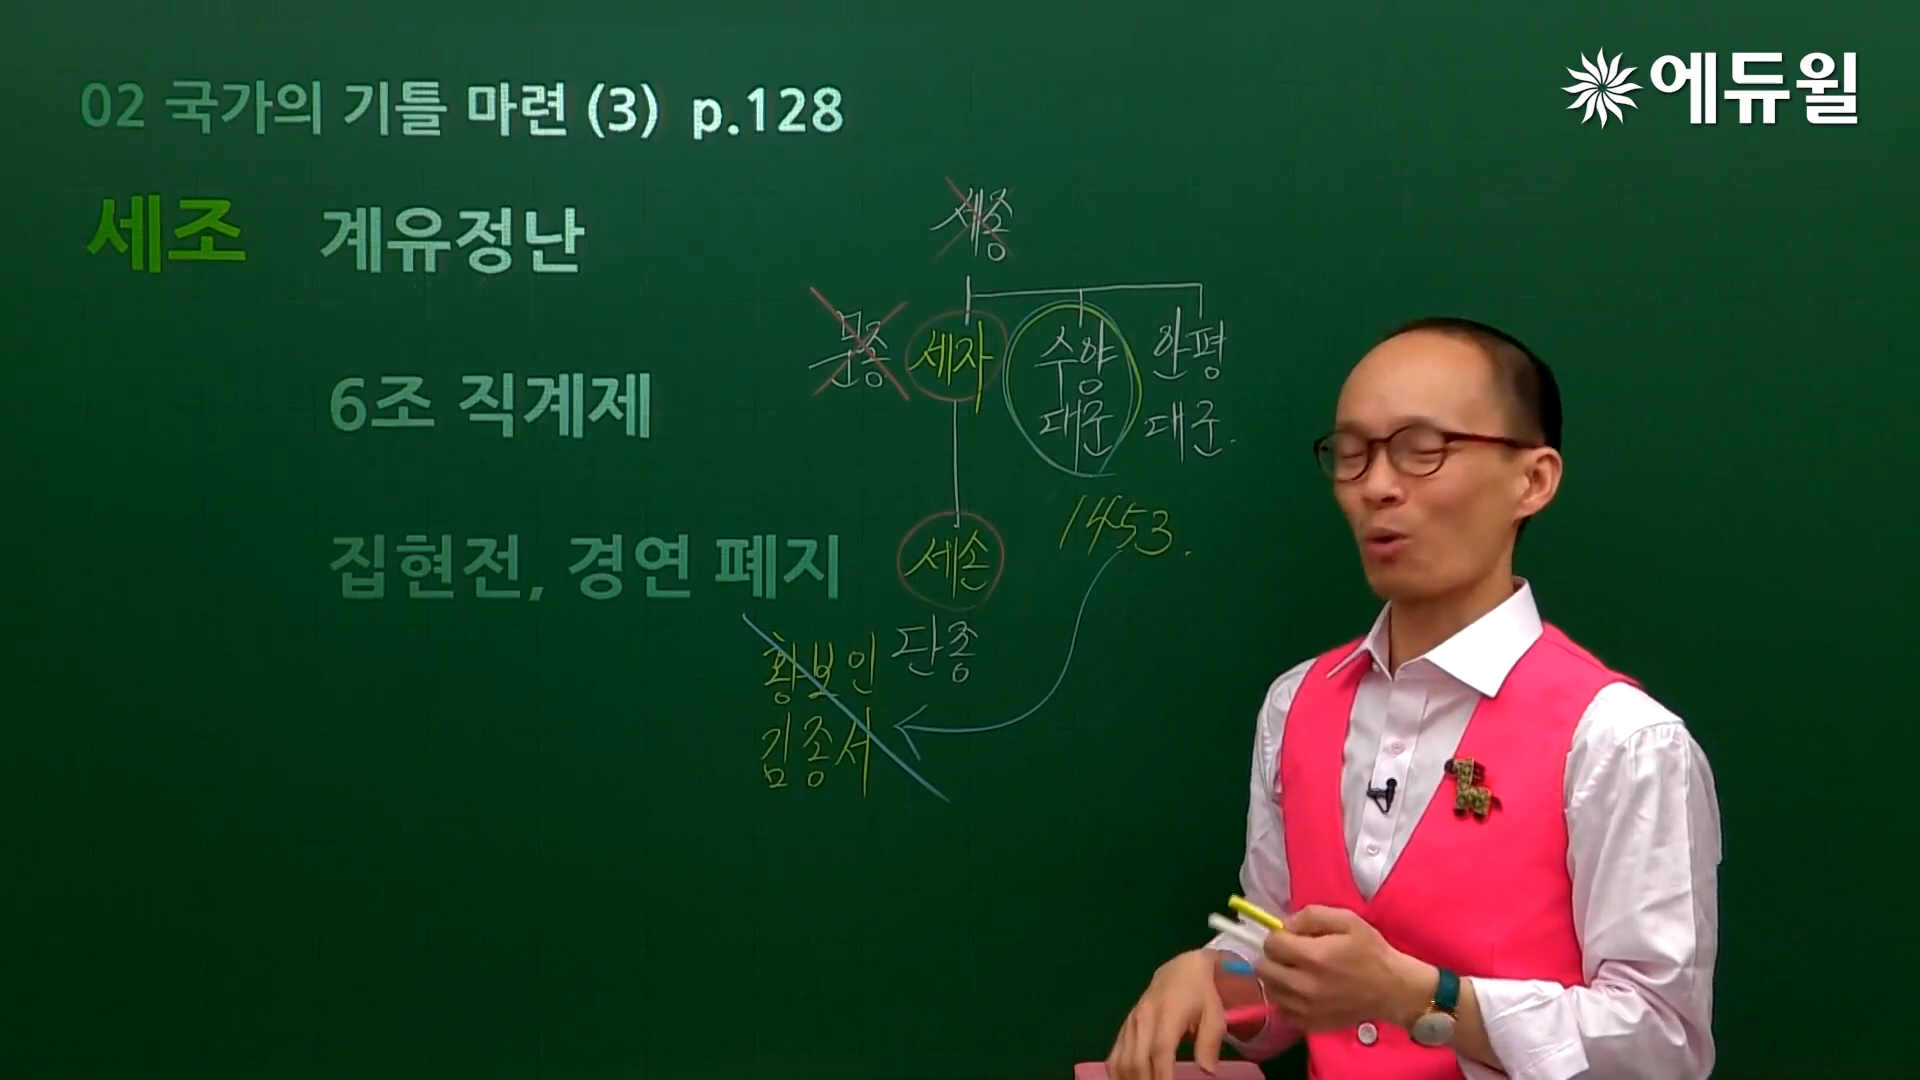 02 국가의 기틀 마련 (3) p.128
에듀윌
세조 계유정난
6조 직계제
집현전, 경연 폐지
세종
문종 세자 수양대군 안평대군.
1453.
세손
단종
황보인
김종서